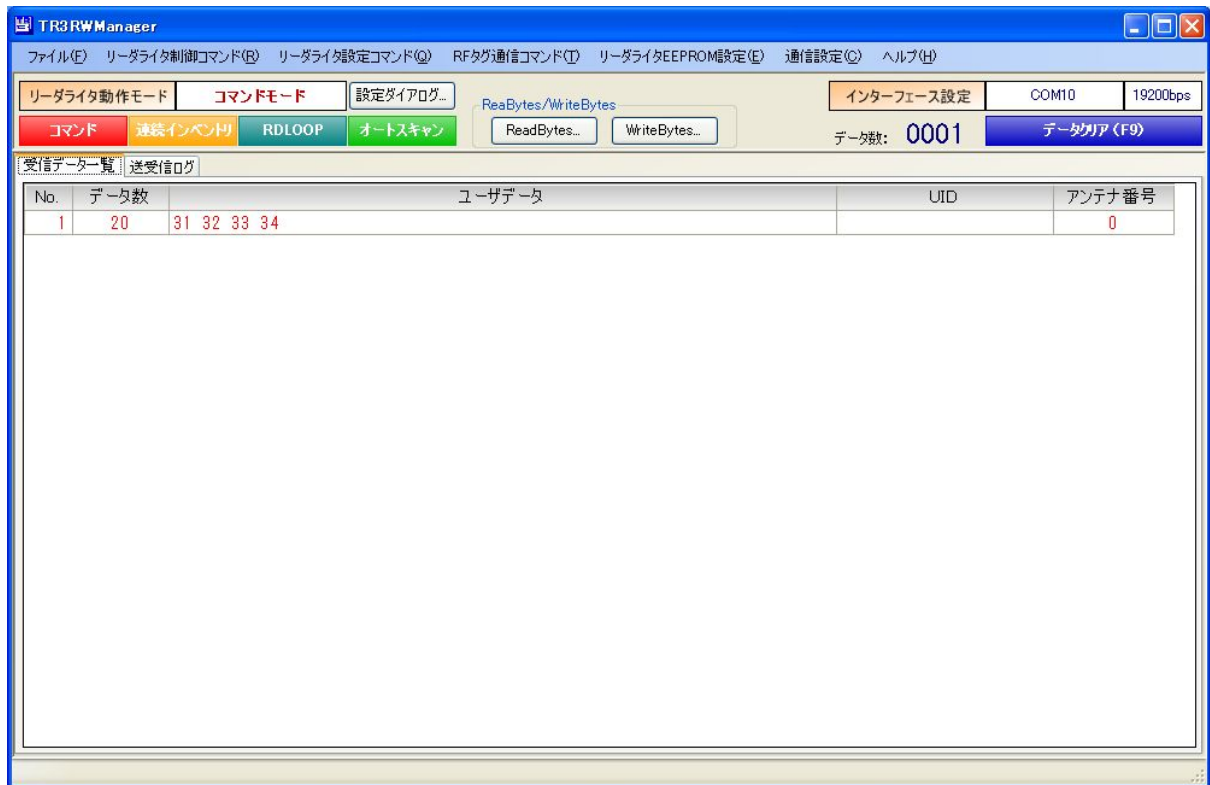 TR3RWManager
ファイル(F) リーダライタ制御コマンド(R) リーダライタ設定コマンド(Q) RFタグ通信コマンド(T) リーダライタEEPROM設定(E) 通信設定(C) ヘルプ(H)
リーダライタ動作モード コマンドモード 設定ダイアログ... ReaBytes/WriteBytes インターフェース設定 COM10 19200bps
コマンド 連続インベントリ RDLOOP オートスキャン ReadBytes... WriteBytes... データ数: 0001 データクリア(F9)
受信データ一覧 送受信ログ
No. データ数 ユーザデータ UID アンテナ番号
1 20 31 32 33 34 0